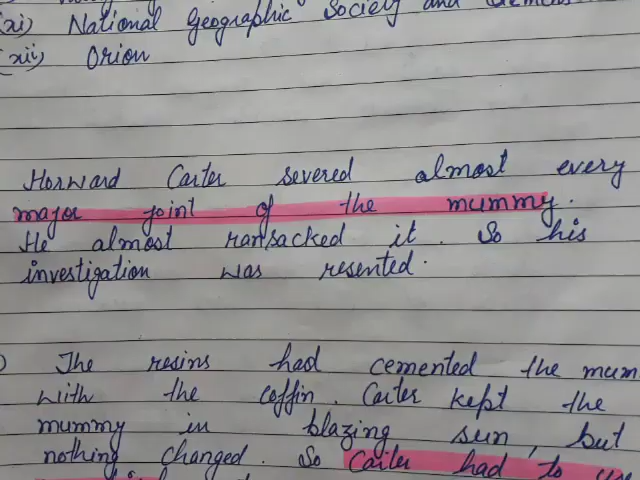 (xi) National Geographic Society and
(xii) Orion
Horward Carter severed almost every
major joint of the mummy.
He almost ransacked it. So his
investigation was resented.
The resins had cemented the mum
with the coffin. Carter kept the
mummy in blazing sun, but
nothing changed. So Carter had to